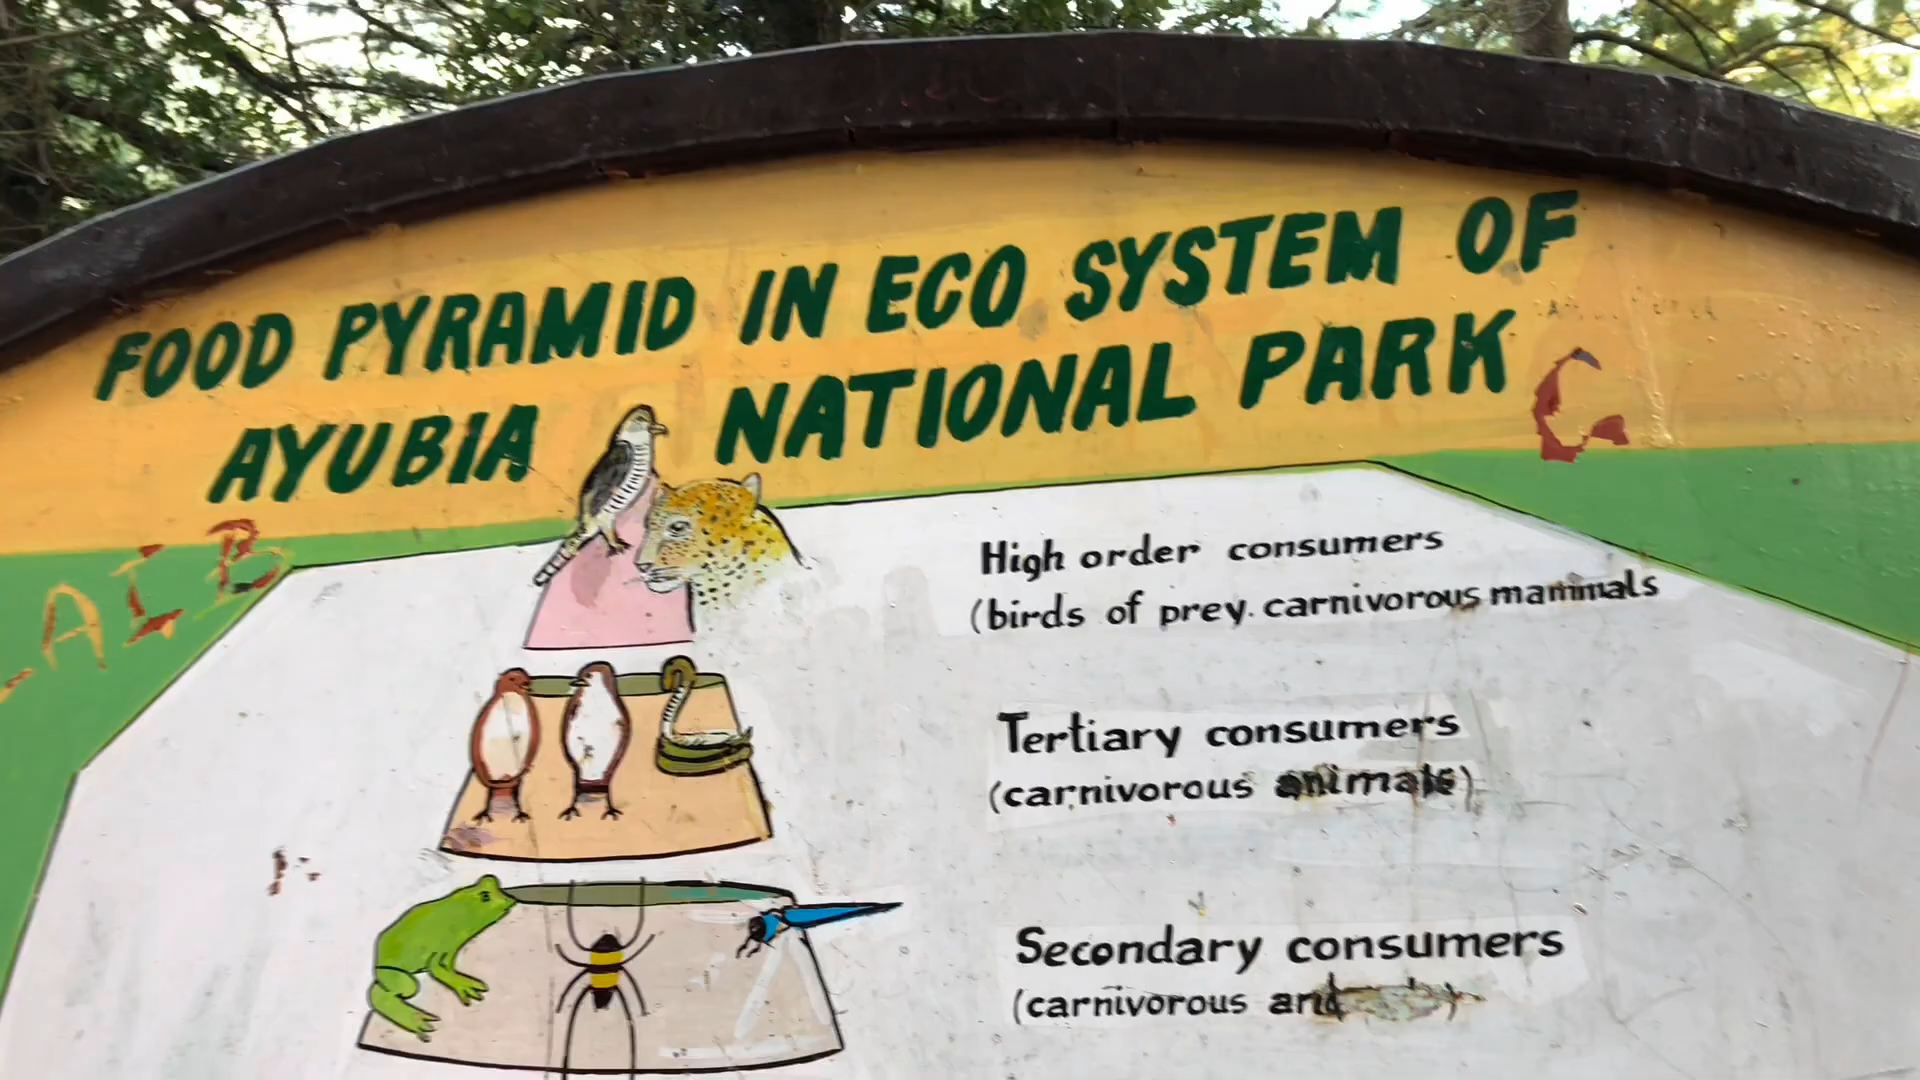 FOOD PYRAMID IN ECO SYSTEM OF
AYUBIA NATIONAL PARK
High order consumers
(birds of prey. carnivorous mammals
Tertiary consumers
(carnivorous animals)
Secondary consumers
(carnivorous